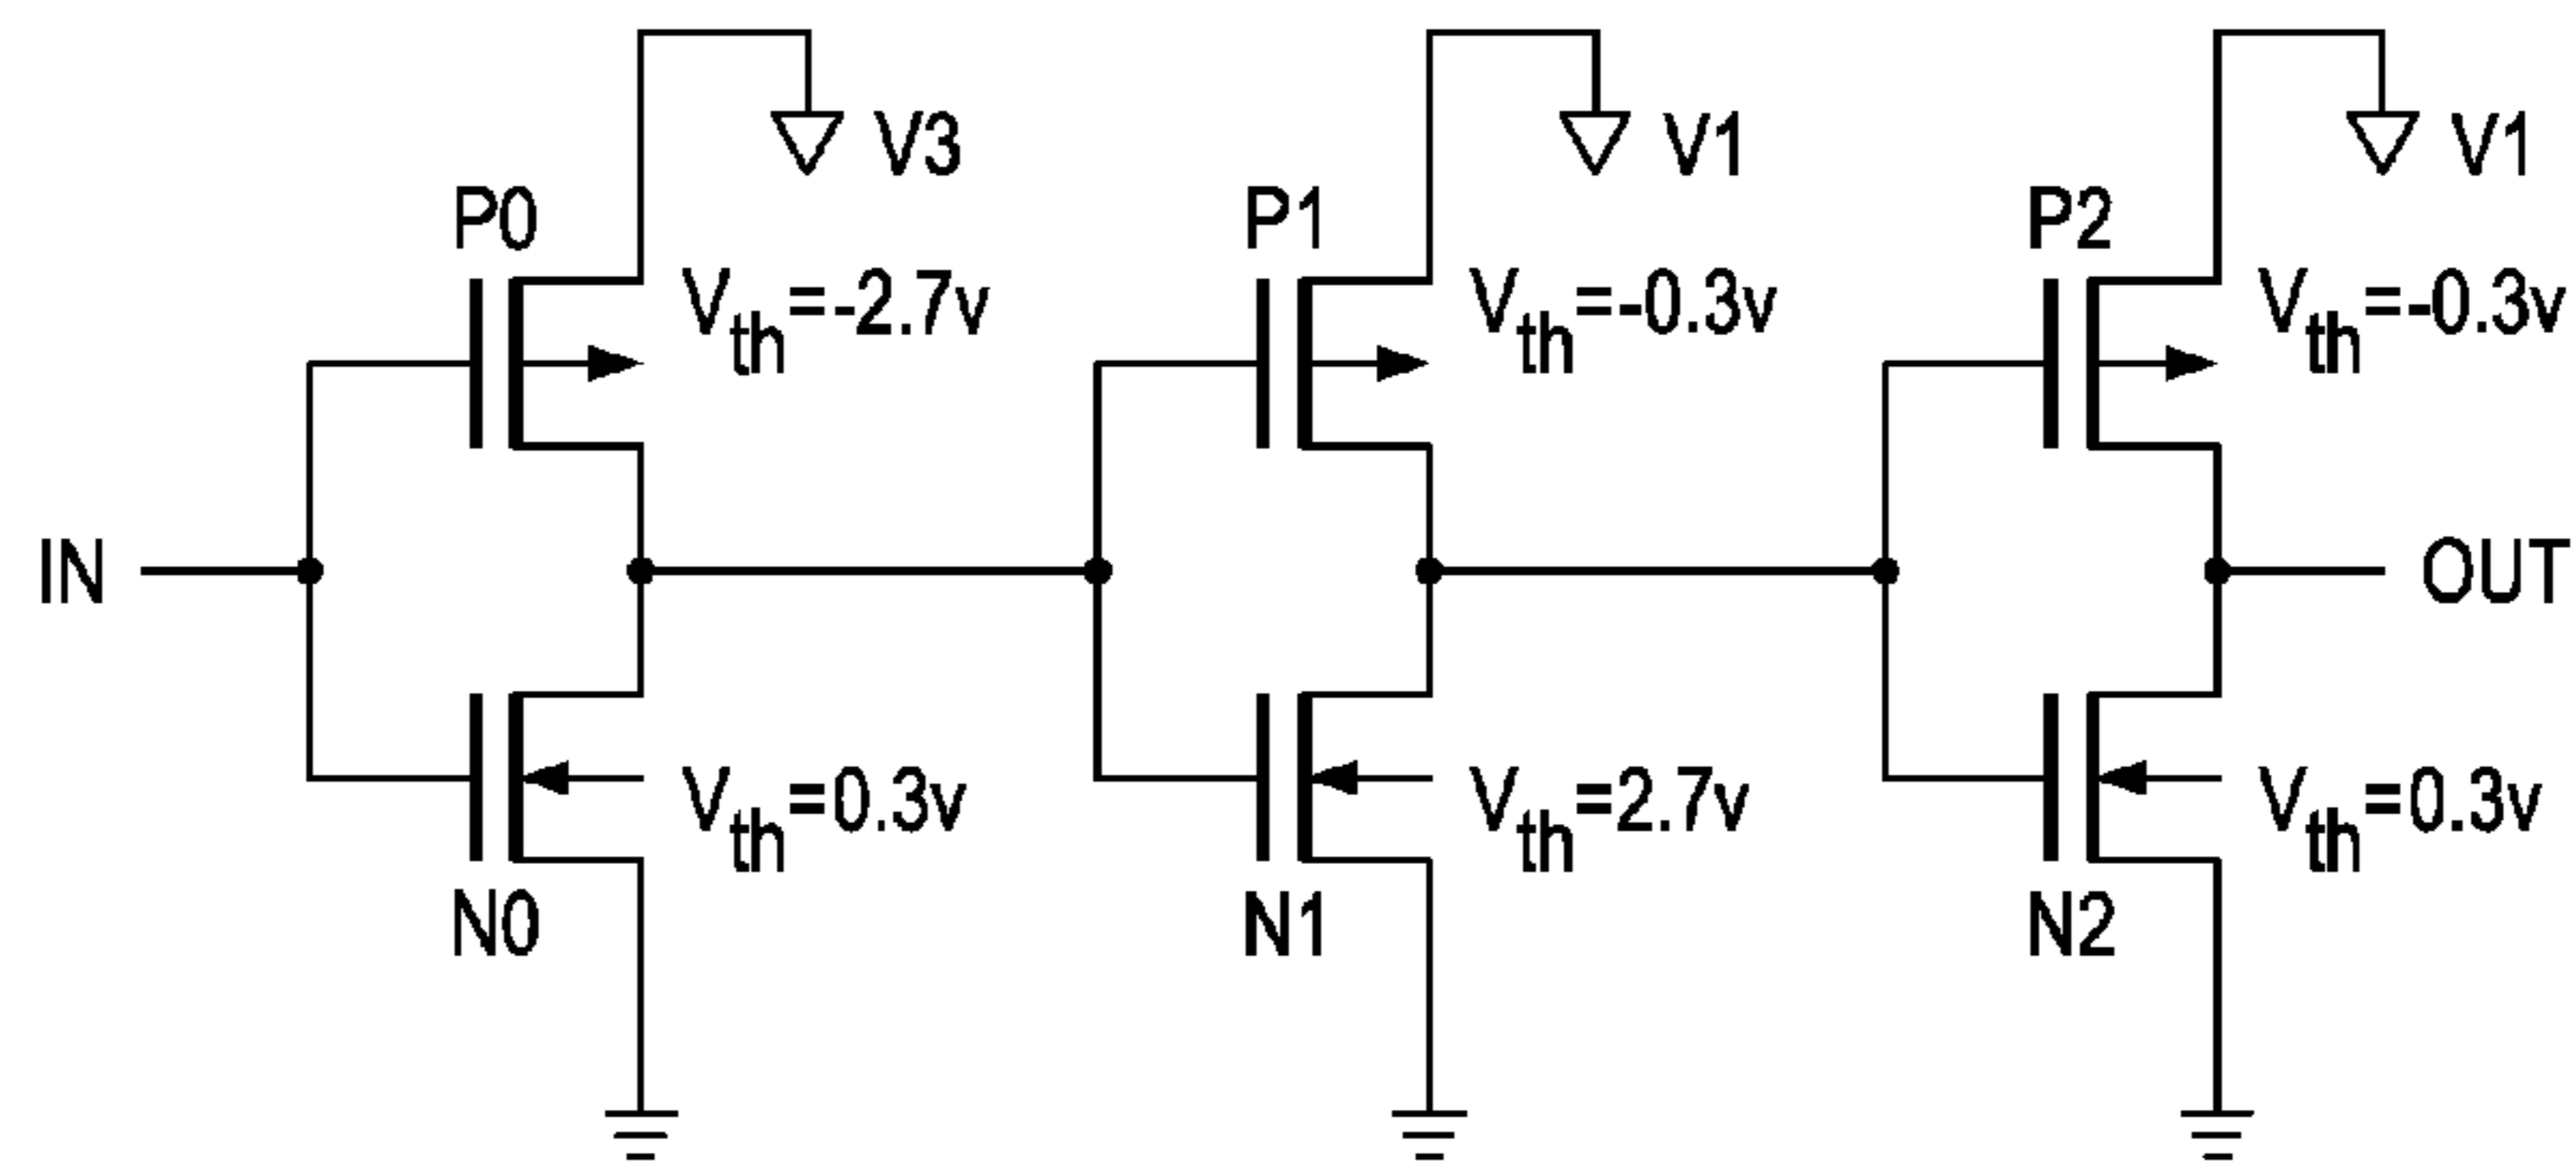 V3
V1
V1
P0
P1
P2
Vth=-2.7v
Vth=-0.3v
Vth=-0.3v
IN
OUT
Vth=0.3v
Vth=2.7v
Vth=0.3v
N0
N1
N2